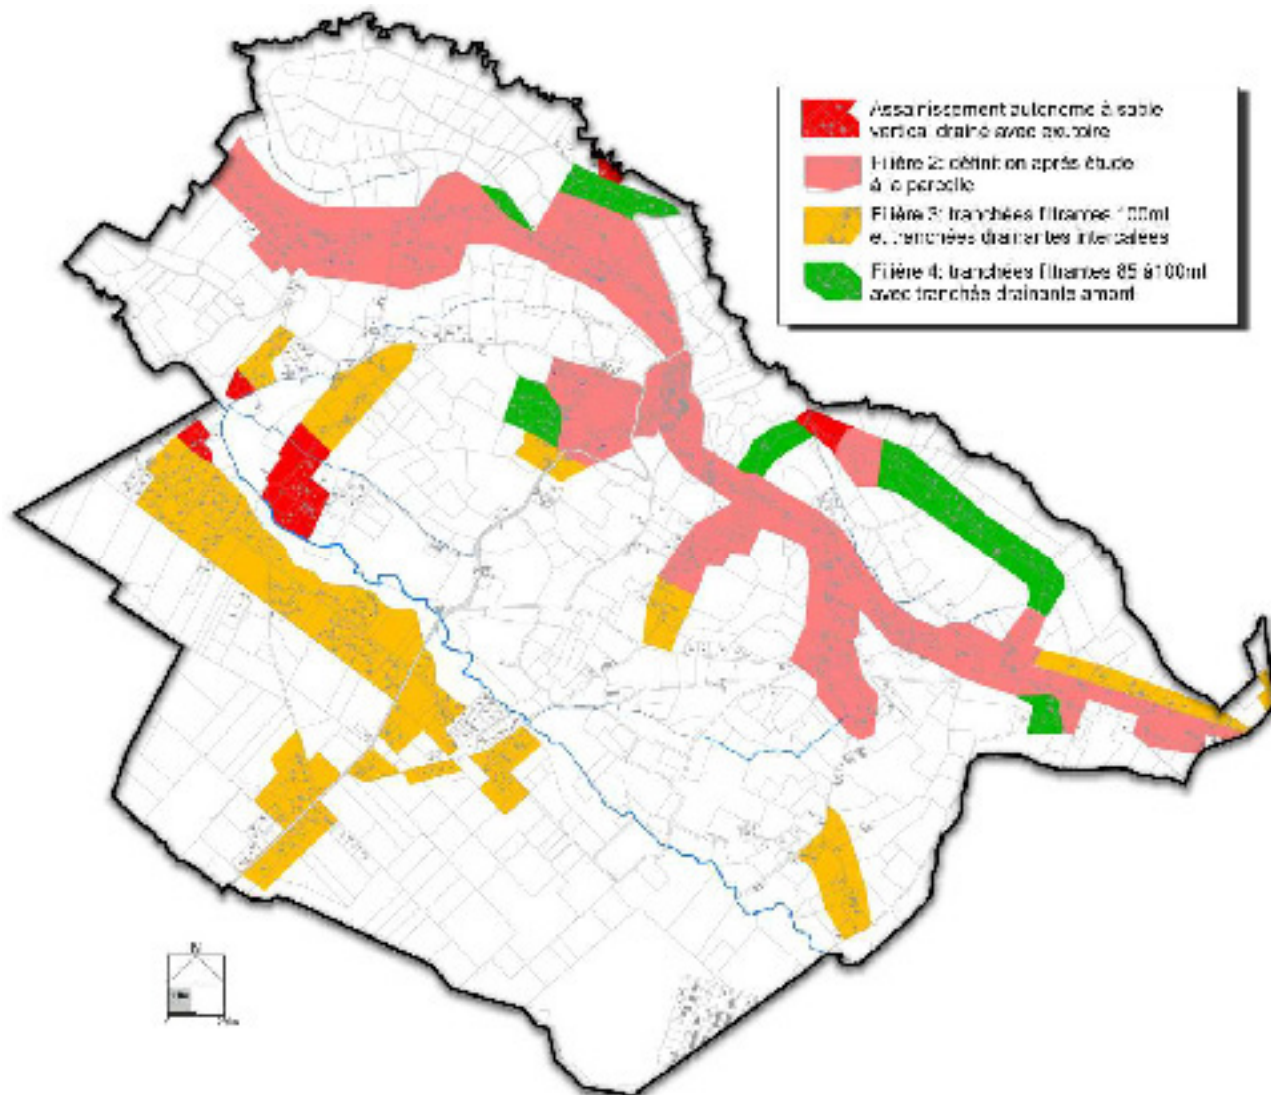 Assainissement autonome à sable
vertical drainé avec exutoire
Filière 2: définition après étude
à la parcelle
Filière 3: tranchées filtrantes 100ml
et tranchées drainantes intercalées
Filière 4: tranchées filtrantes 85 à100ml
avec tranchée drainante amont
N